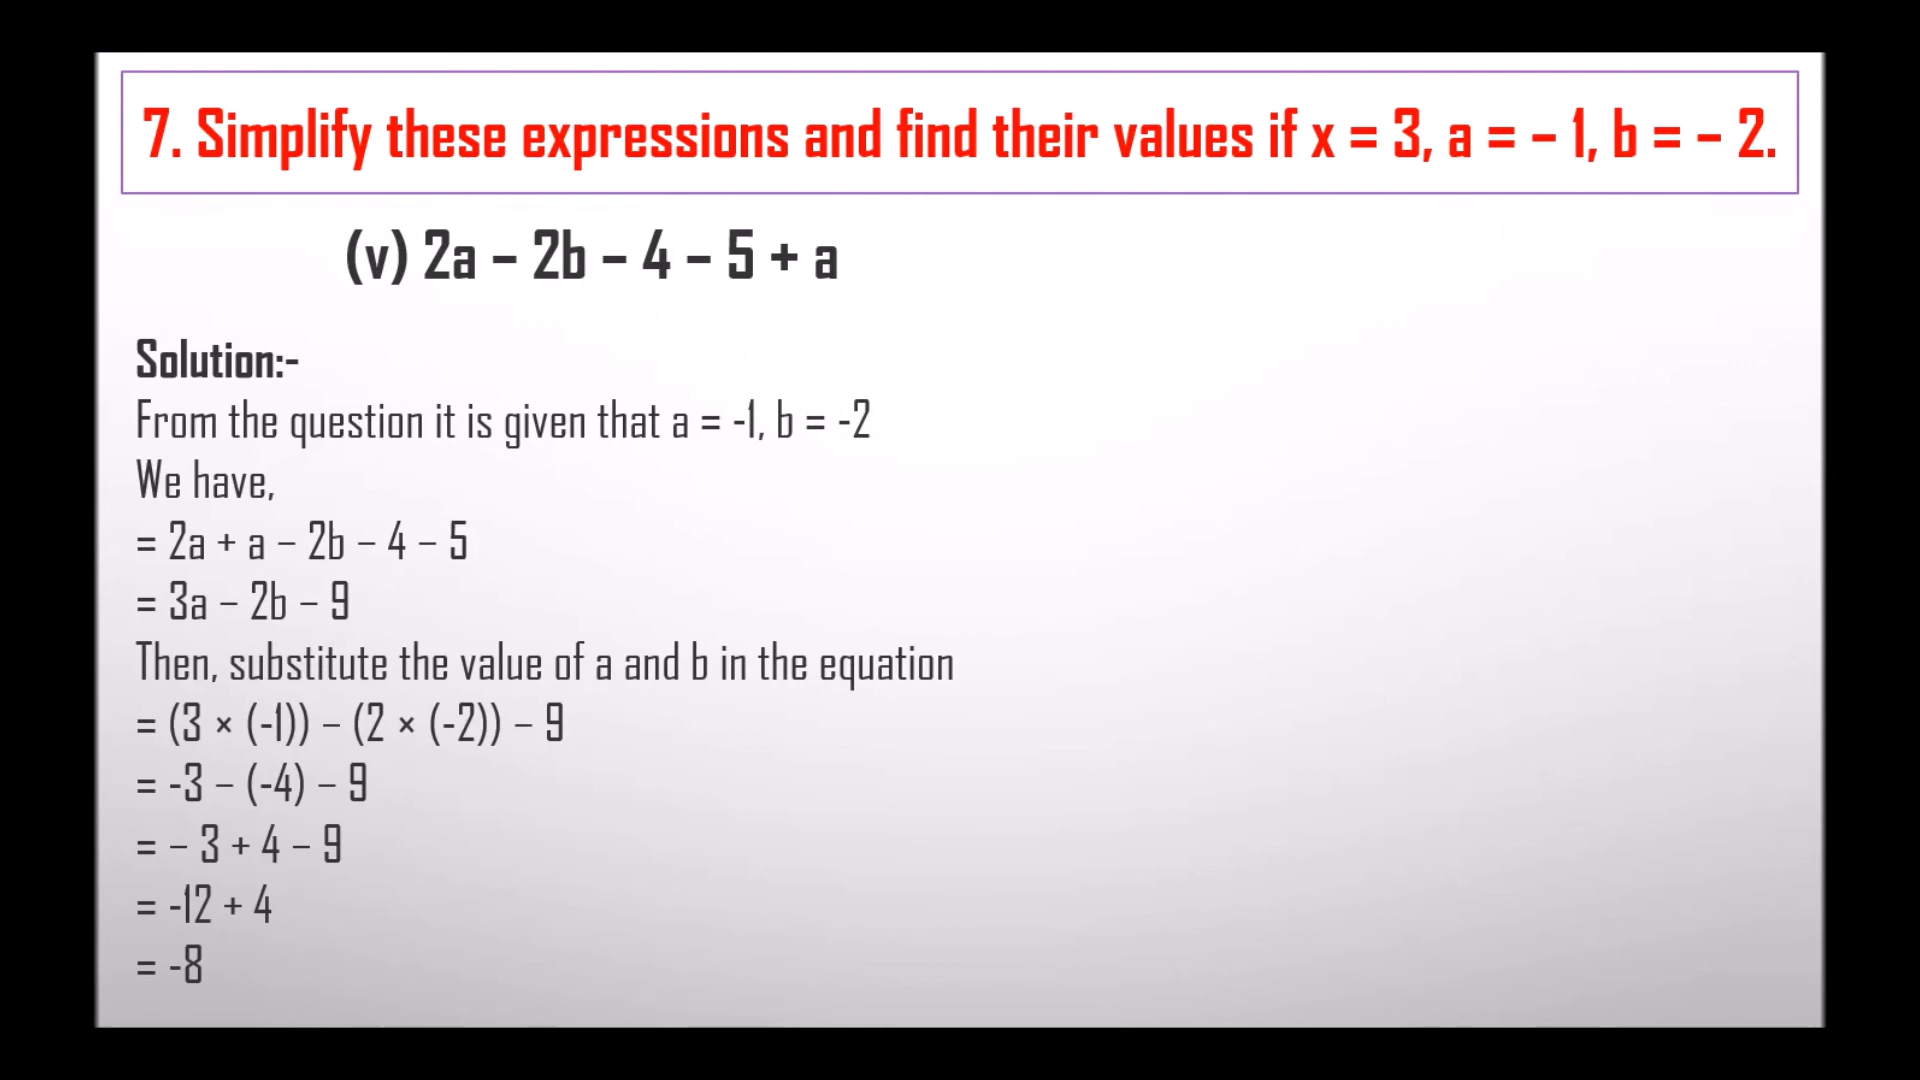 7. Simplify these expressions and find their values if x = 3, a = – 1, b = – 2.
(v) 2a – 2b – 4 – 5 + a
Solution:-
From the question it is given that a = -1, b = -2
We have,
= 2a + a – 2b – 4 – 5
= 3a – 2b – 9
Then, substitute the value of a and b in the equation
= (3 × (-1)) – (2 × (-2)) – 9
= -3 – (-4) – 9
= – 3 + 4 – 9
= -12 + 4
= -8